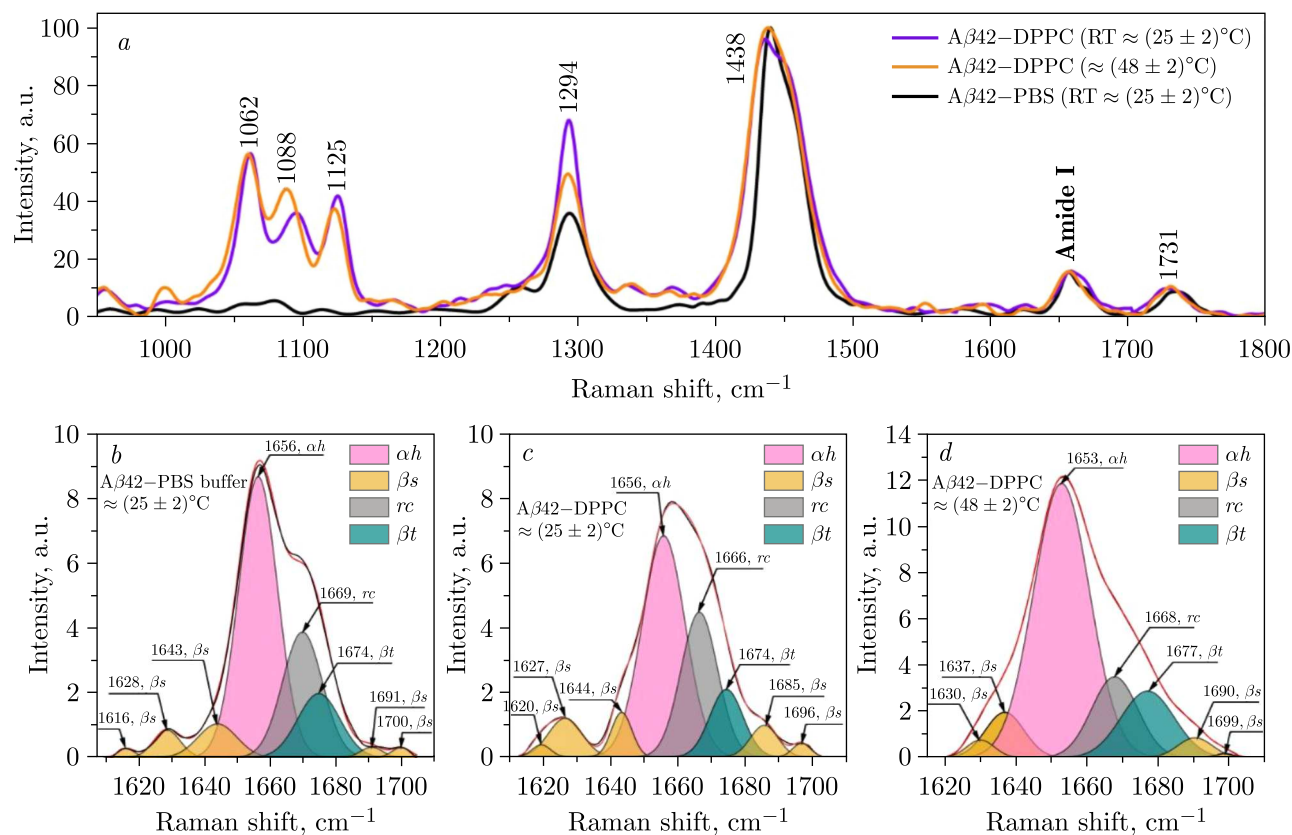 a
Aβ42−DPPC (RT ≈ (25 ± 2)°C)
Aβ42−DPPC (≈ (48 ± 2)°C)
Aβ42−PBS (RT ≈ (25 ± 2)°C)
1062
1088
1125
1294
1438
Amide I
1731
Intensity, a.u.
100
80
60
40
20
0
1000 1100 1200 1300 1400 1500 1600 1700 1800
Raman shift, cm⁻¹
b
Aβ42−PBS buffer
≈ (25 ± 2)°C
1656, αh
αh
βs
rc
βt
1669, rc
1643, βs
1674, βt
1628, βs
1691, βs
1616, βs
1700, βs
Intensity, a.u.
10
8
6
4
2
0
1620 1640 1660 1680 1700
Raman shift, cm⁻¹
c
1656, αh
Aβ42−DPPC
≈ (25 ± 2)°C
αh
βs
rc
βt
1666, rc
1627, βs
1674, βt
1644, βs
1685, βs
1620, βs
1696, βs
Intensity, a.u.
10
8
6
4
2
0
1620 1640 1660 1680 1700
Raman shift, cm⁻¹
d
1653, αh
Aβ42−DPPC
≈ (48 ± 2)°C
αh
βs
rc
βt
1668, rc
1677, βt
1637, βs
1630, βs
1690, βs
1699, βs
Intensity, a.u.
14
12
10
8
6
4
2
0
1620 1640 1660 1680 1700
Raman shift, cm⁻¹